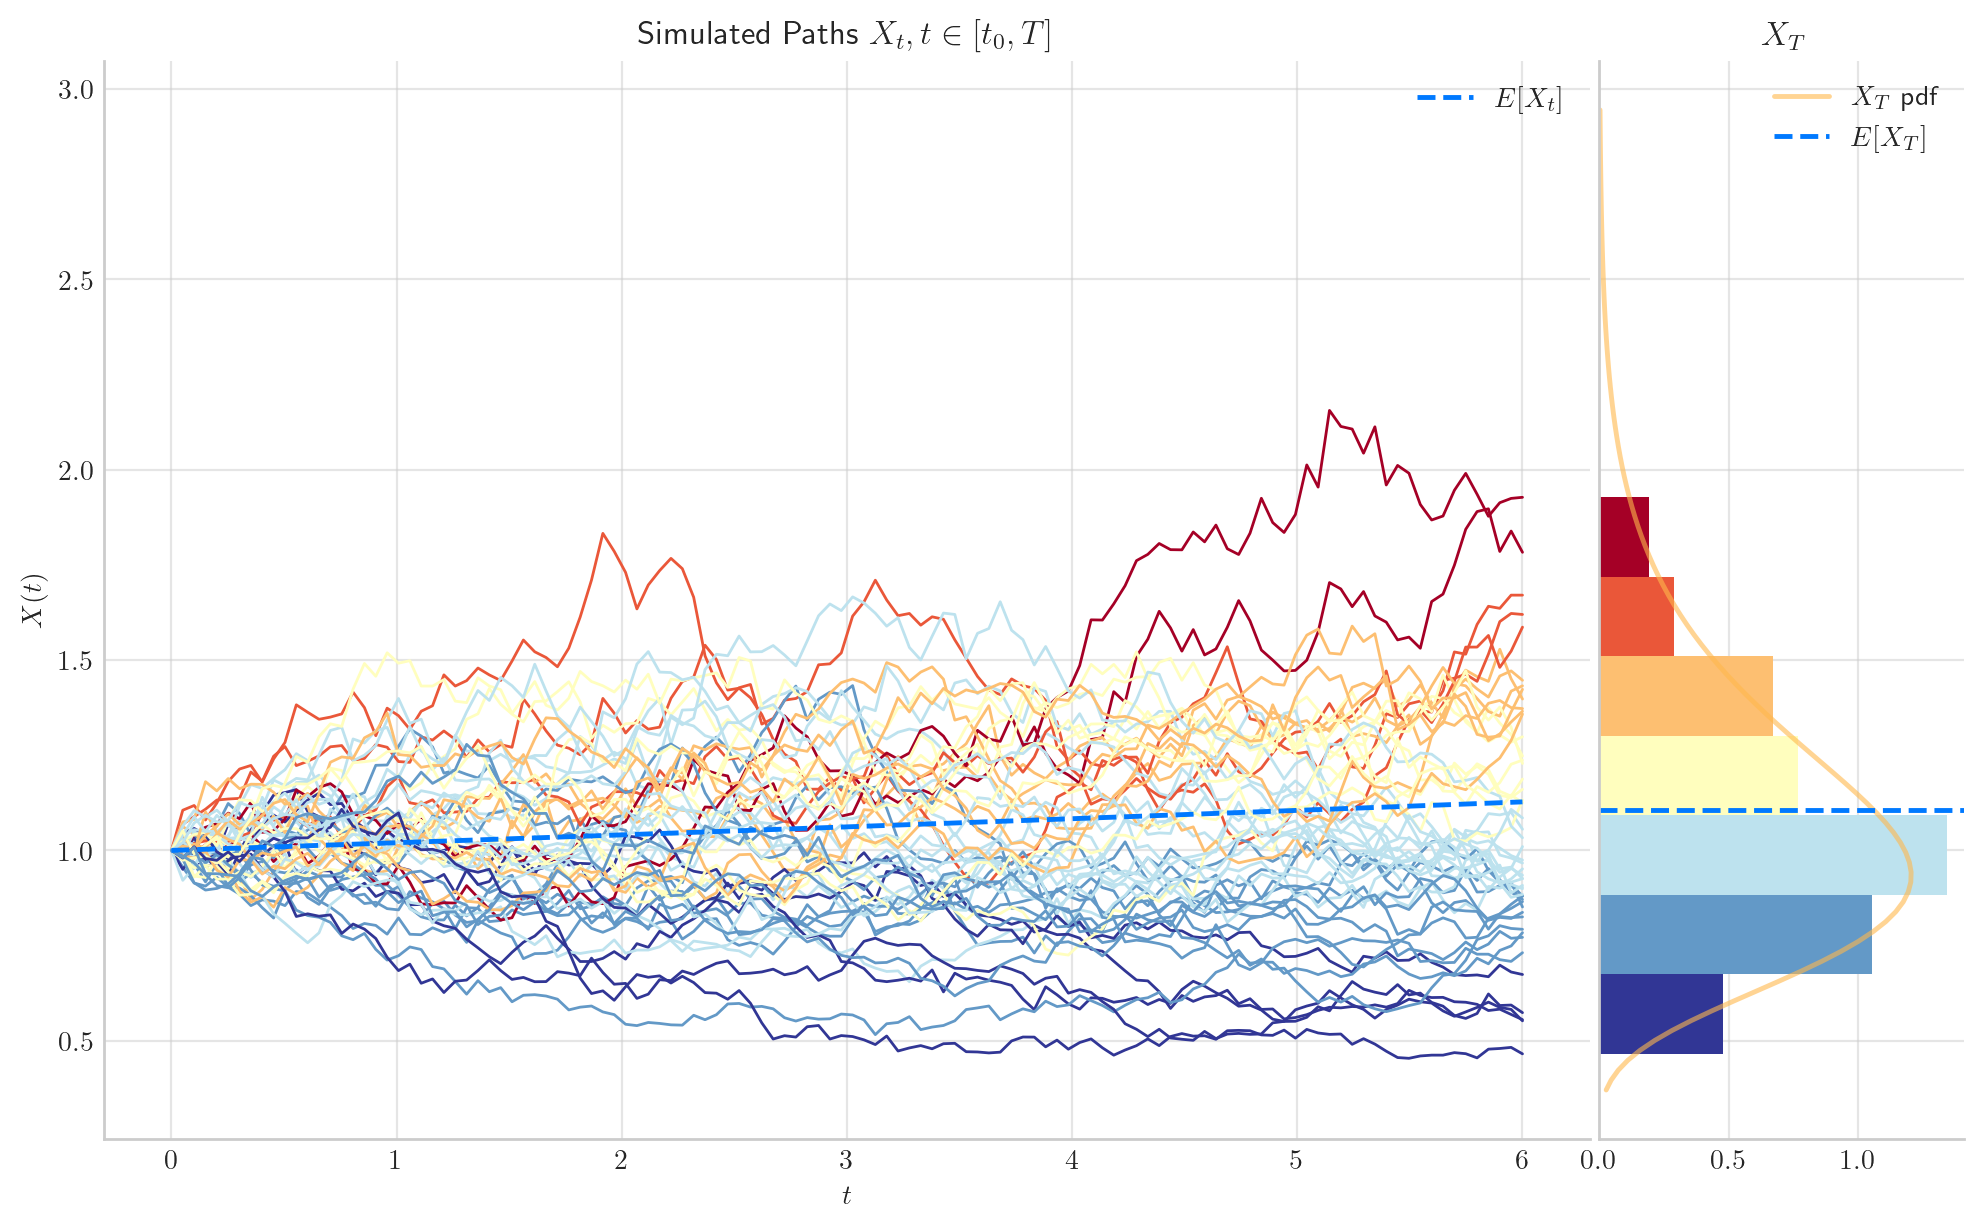 Simulated Paths $X_t, t \in [t_0, T]$
$X_T$
$E[X_t]$
$X_T$ pdf
$E[X_T]$
3.0
2.5
2.0
1.5
1.0
0.5
$X(t)$
0 1 2 3 4 5 6
0.0 0.5 1.0
$t$